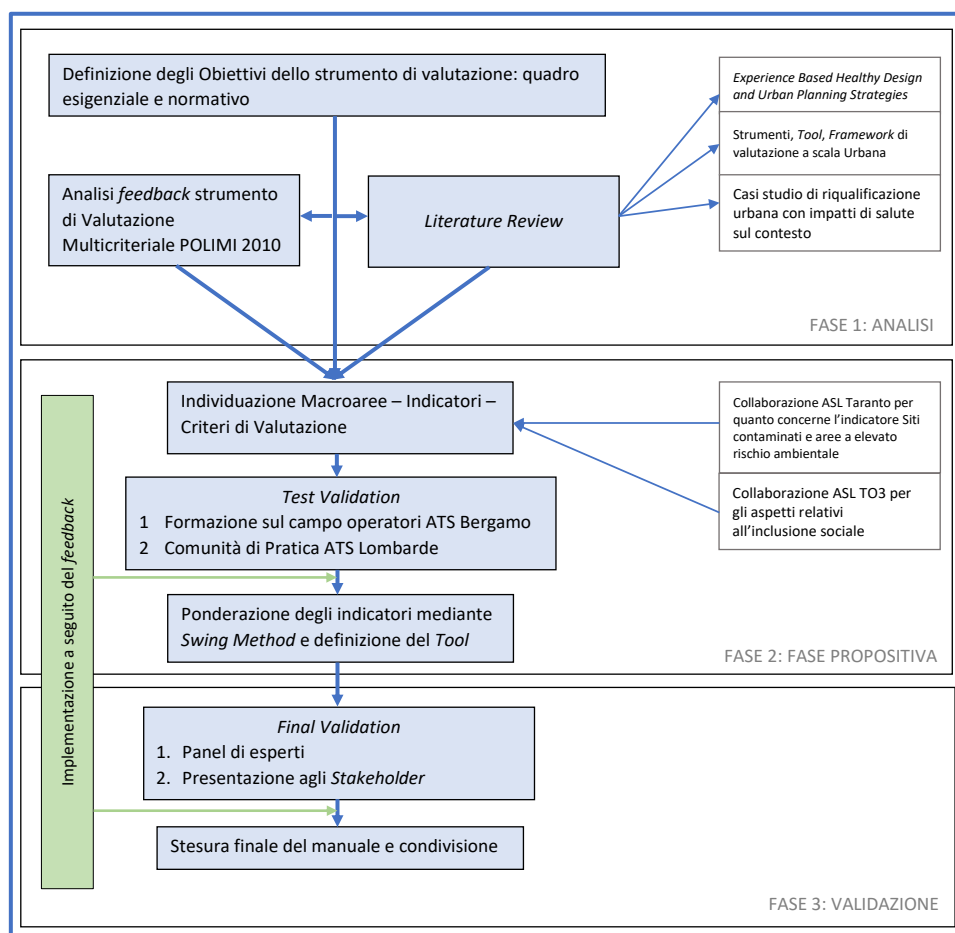 Definizione degli Obiettivi dello strumento di valutazione: quadro
esigenziale e normativo
Analisi feedback strumento
di Valutazione
Multicriteriale POLIMI 2010
Literature Review
Experience Based Healthy Design
and Urban Planning Strategies
Strumenti, Tool, Framework di
valutazione a scala Urbana
Casi studio di riqualificazione
urbana con impatti di salute
sul contesto
FASE 1: ANALISI
Individuazione Macroaree – Indicatori –
Criteri di Valutazione
Collaborazione ASL Taranto per
quanto concerne l'indicatore Siti
contaminati e aree a elevato
rischio ambientale
Collaborazione ASL TO3 per
gli aspetti relativi
all'inclusione sociale
Test Validation
1 Formazione sul campo operatori ATS Bergamo
2 Comunità di Pratica ATS Lombarde
Ponderazione degli indicatori mediante
Swing Method e definizione del Tool
FASE 2: FASE PROPOSITIVA
Implementazione a seguito del feedback
Final Validation
1. Panel di esperti
2. Presentazione agli Stakeholder
Stesura finale del manuale e condivisione
FASE 3: VALIDAZIONE